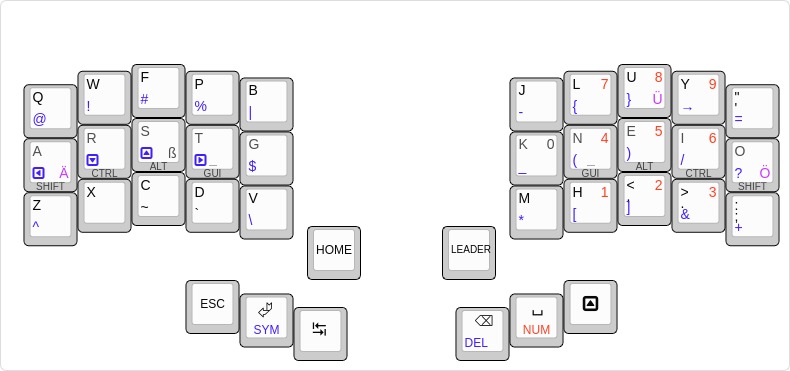 Q
@
W
!
F
#
P
%
B
|
J
-
L 7
{
U 8
} Ü
Y 9
→
"
'
=
A
Ä
SHIFT
R
CTRL
S
ß
ALT
T
_
GUI
G
$
K 0
_
N 4
( _
GUI
E 5
)
ALT
I 6
/
CTRL
O
? Ö
SHIFT
Z
^
X
C
~
D
`
V
\
M
*
H 1
[
< 2
,
]
> 3
.
&
:
;
+
HOME
LEADER
ESC
SYM
DEL
NUM